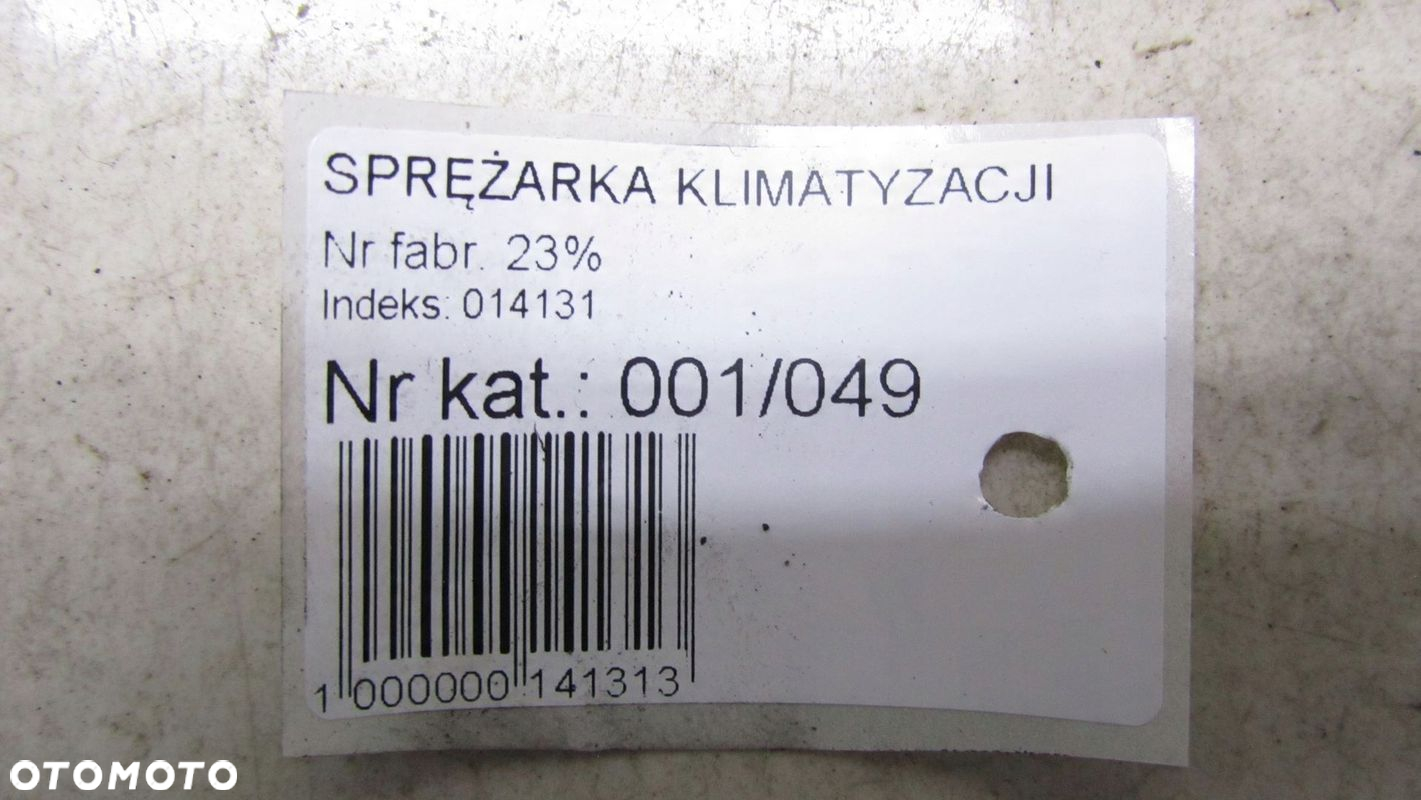 SPRĘŻARKA KLIMATYZACJI
Nr fabr. 23%
Indeks: 014131
Nr kat.: 001/049
1 000000 141313
OTOMOTO